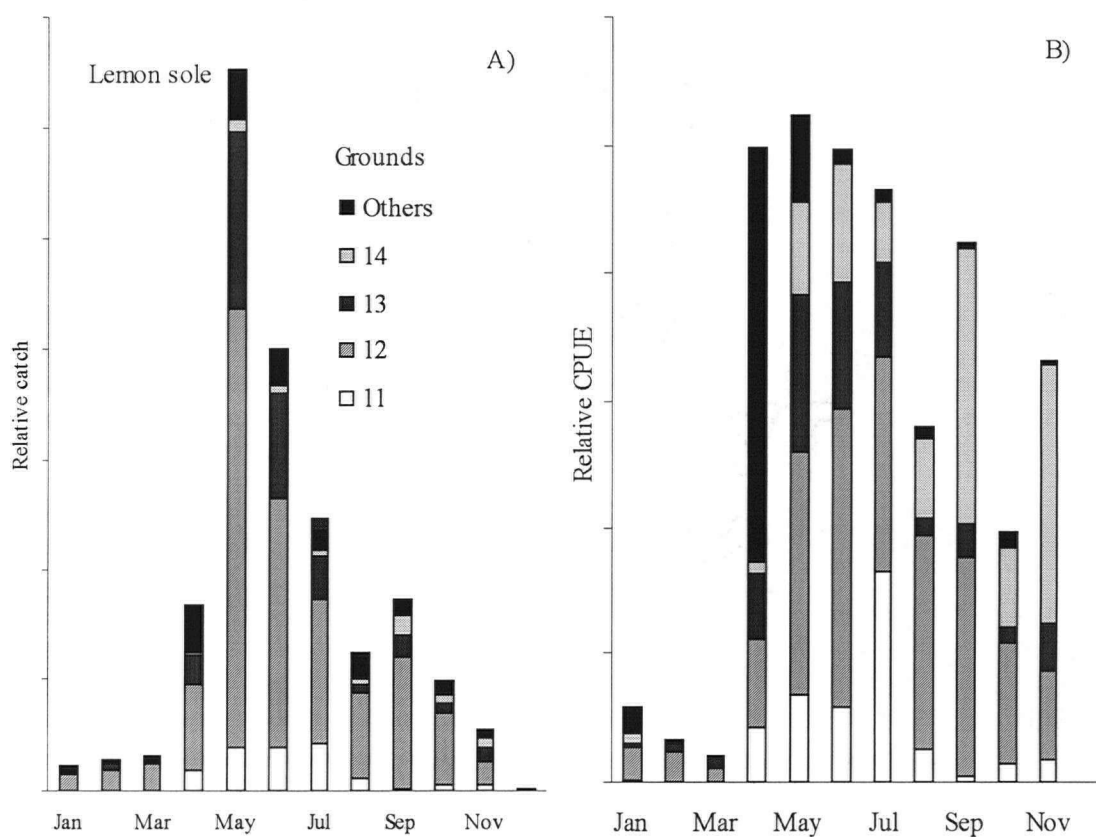 A)
Lemon sole
Grounds
Others
14
13
12
11
Relative catch
Jan Mar May Jul Sep Nov
B)
Relative CPUE
Jan Mar May Jul Sep Nov